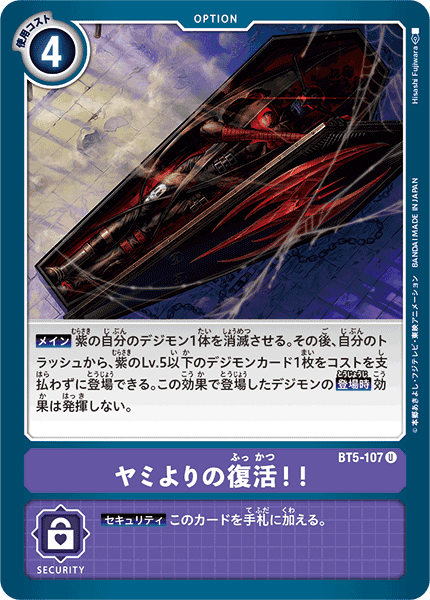 OPTION
使用コスト
4
Hisashi Fujiwara
©本郷あきよし・フジテレビ・東映アニメーション BANDAI MADE IN JAPAN
メイン 紫の自分のデジモン1体を消滅させる。その後、自分のト
ラッシュから、紫のLv.5以下のデジモンカード1枚をコストを支
払わずに登場できる。この効果で登場したデジモンの 登場時 効
果は発揮しない。
BT5-107 U
ヤミよりの復活!!
セキュリティ このカードを手札に加える。
SECURITY